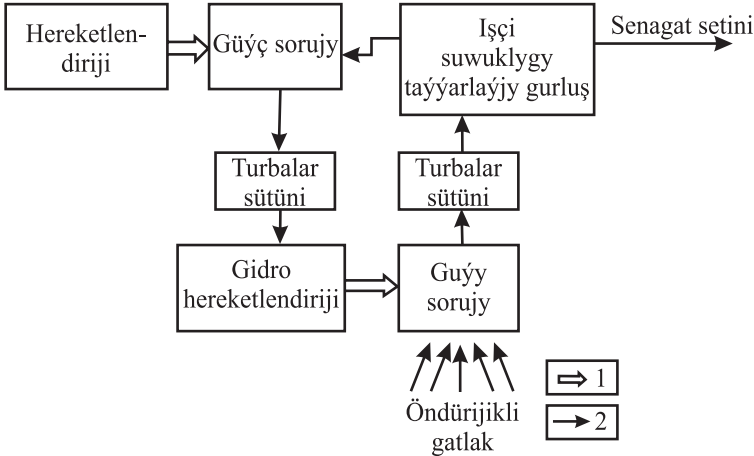 Hereketlen-
diriji
Güýç sorujy
Işçi
suwuklygy
taýýarlaýjy gurluş
Senagat setini
Turbalar
sütüni
Turbalar
sütüni
Gidro
hereketlendiriji
Guýy
sorujy
Öndürijikli
gatlak
1
2